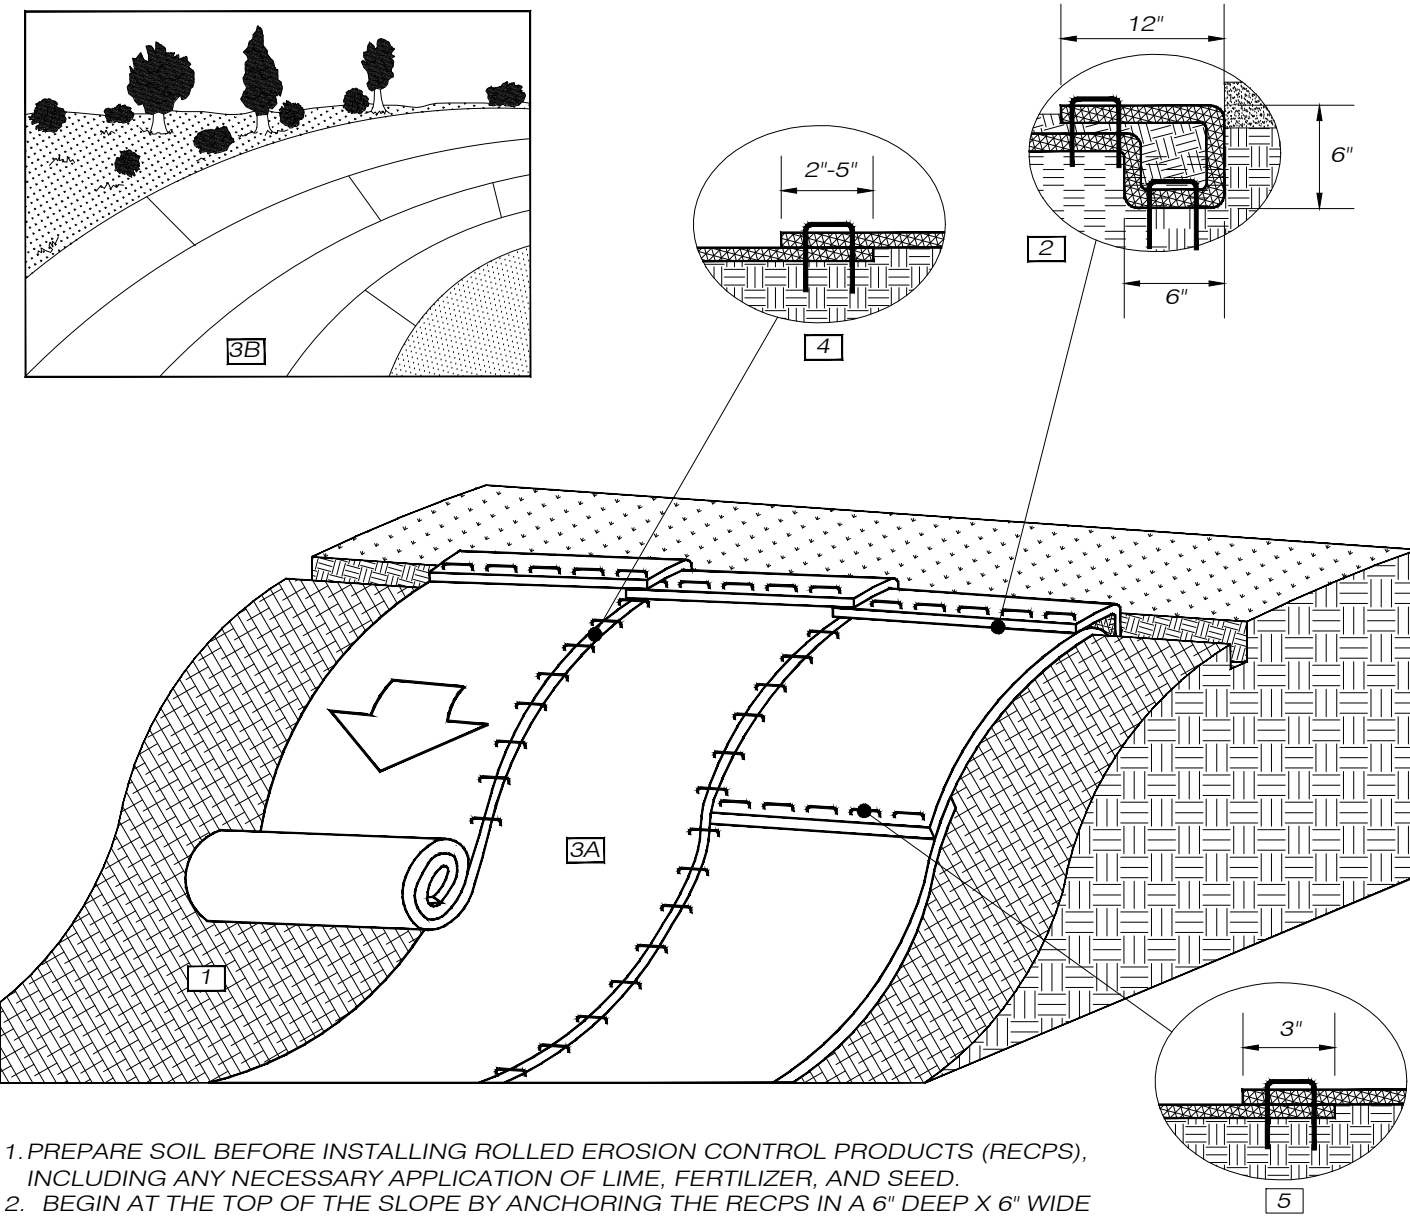 12"
2"-5"
6"
2
6"
4
3B
3A
1
3"
5
1. PREPARE SOIL BEFORE INSTALLING ROLLED EROSION CONTROL PRODUCTS (RECPS),
INCLUDING ANY NECESSARY APPLICATION OF LIME, FERTILIZER, AND SEED.
2. BEGIN AT THE TOP OF THE SLOPE BY ANCHORING THE RECPS IN A 6" DEEP X 6" WIDE